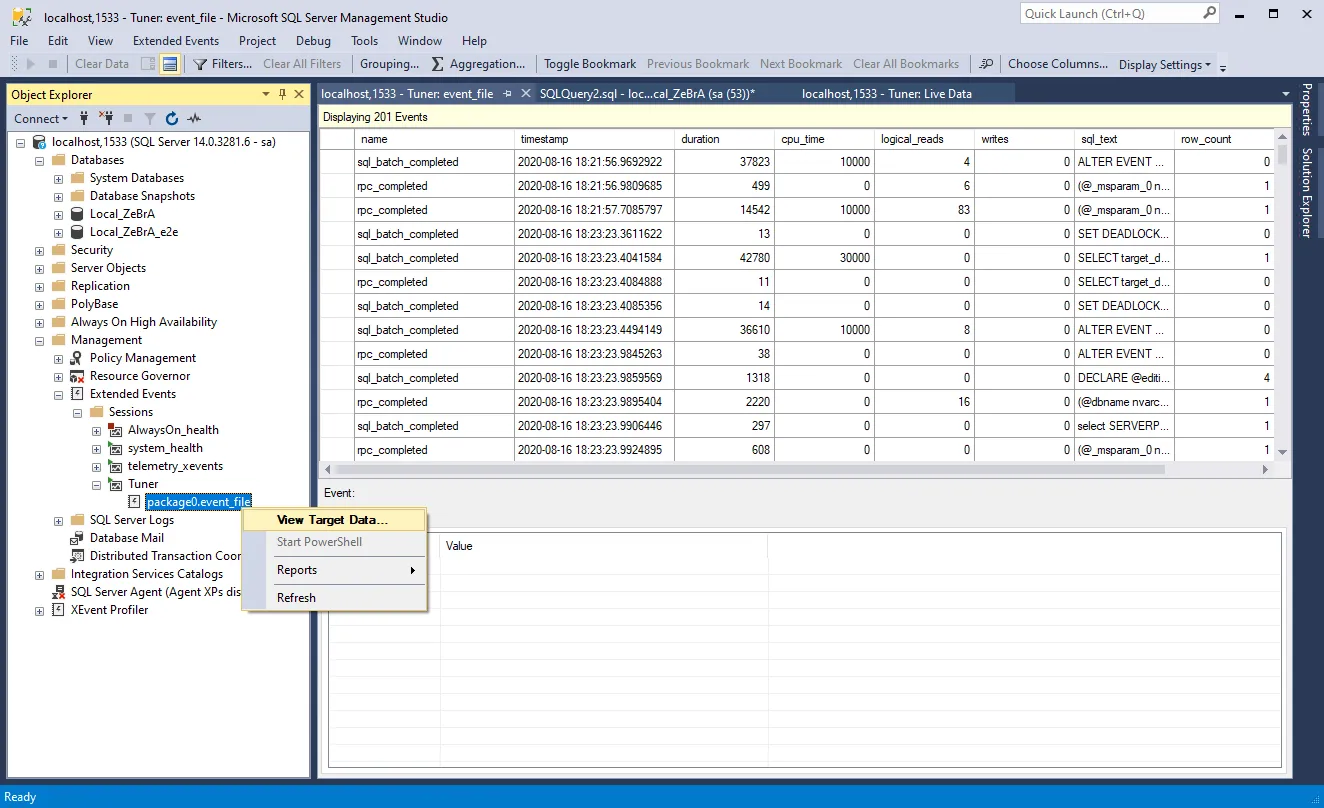 localhost,1533 - Tuner: event_file - Microsoft SQL Server Management Studio
Quick Launch (Ctrl+Q)
File Edit View Extended Events Project Debug Tools Window Help
Clear Data Filters... Clear All Filters Grouping... Aggregation... Toggle Bookmark Previous Bookmark Next Bookmark Clear All Bookmarks Choose Columns... Display Settings
Object Explorer
Connect
localhost,1533 (SQL Server 14.0.3281.6 - sa)
Databases
System Databases
Database Snapshots
Local_ZeBrA
Local_ZeBrA_e2e
Security
Server Objects
Replication
PolyBase
Always On High Availability
Management
Policy Management
Resource Governor
Extended Events
Sessions
AlwaysOn_health
system_health
telemetry_xevents
Tuner
package0.event_file
SQL Server Logs
Database Mail
Distributed Transaction Coor
Integration Services Catalogs
SQL Server Agent (Agent XPs dis
XEvent Profiler
View Target Data...
Start PowerShell
Reports
Refresh
localhost,1533 - Tuner: event_file SQLQuery2.sql - loc...cal_ZeBrA (sa (53))* localhost,1533 - Tuner: Live Data
Displaying 201 Events
name timestamp duration cpu_time logical_reads writes sql_text row_count
sql_batch_completed 2020-08-16 18:21:56.9692922 37823 10000 4 0 ALTER EVENT ... 0
rpc_completed 2020-08-16 18:21:56.9809685 499 0 6 0 (@_msparam_0 n... 1
rpc_completed 2020-08-16 18:21:57.7085797 14542 10000 83 0 (@_msparam_0 n... 1
sql_batch_completed 2020-08-16 18:23:23.3611622 13 0 0 0 SET DEADLOCK... 0
sql_batch_completed 2020-08-16 18:23:23.4041584 42780 30000 0 0 SELECT target_d... 1
rpc_completed 2020-08-16 18:23:23.4084888 11 0 0 0 SELECT target_d... 0
sql_batch_completed 2020-08-16 18:23:23.4085356 14 0 0 0 SET DEADLOCK... 0
sql_batch_completed 2020-08-16 18:23:23.4494149 36610 10000 8 0 ALTER EVENT ... 0
rpc_completed 2020-08-16 18:23:23.9845263 38 0 0 0 ALTER EVENT ... 0
sql_batch_completed 2020-08-16 18:23:23.9859569 1318 0 0 0 DECLARE @editi... 4
rpc_completed 2020-08-16 18:23:23.9895404 2220 0 16 0 (@dbname nvarc... 1
sql_batch_completed 2020-08-16 18:23:23.9906446 297 0 0 0 select SERVERP... 1
rpc_completed 2020-08-16 18:23:23.9924895 608 0 0 0 (@_msparam_0 n... 1
Event:
Value
Properties
Solution Explorer
Ready